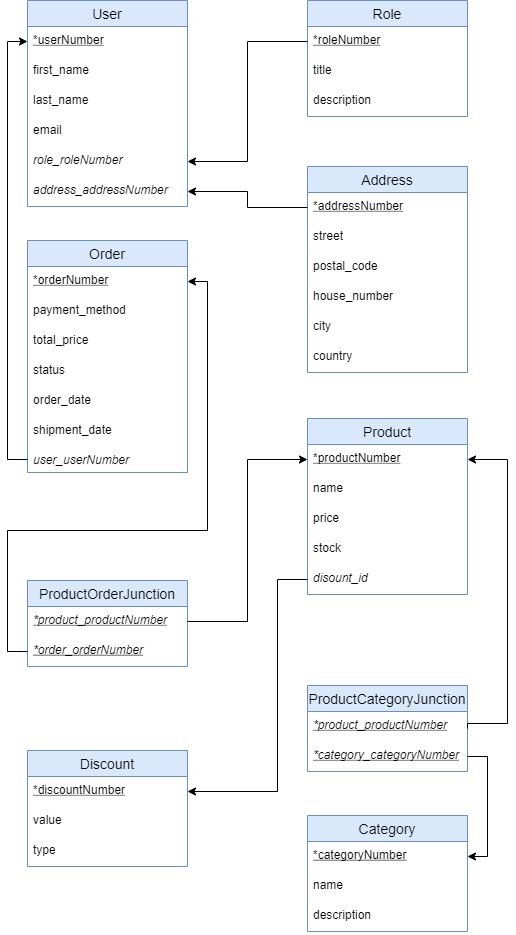 User
*userNumber
first_name
last_name
email
role_roleNumber
address_addressNumber
Role
*roleNumber
title
description
Address
*addressNumber
street
postal_code
house_number
city
country
Order
*orderNumber
payment_method
total_price
status
order_date
shipment_date
user_userNumber
Product
*productNumber
name
price
stock
disount_id
ProductOrderJunction
*product_productNumber
*order_orderNumber
ProductCategoryJunction
*product_productNumber
*category_categoryNumber
Discount
*discountNumber
value
type
Category
*categoryNumber
name
description